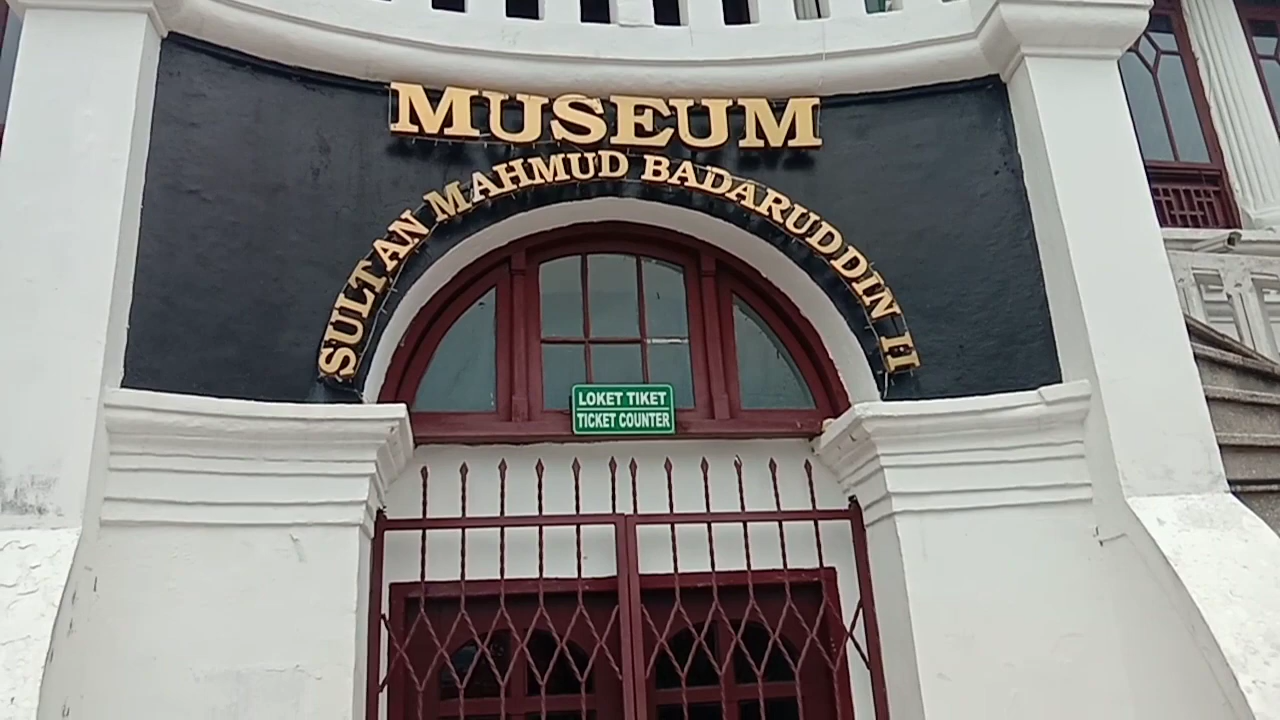 MUSEUM
SULTAN MAHMUD BADARUDDIN II
LOKET TIKET
TICKET COUNTER